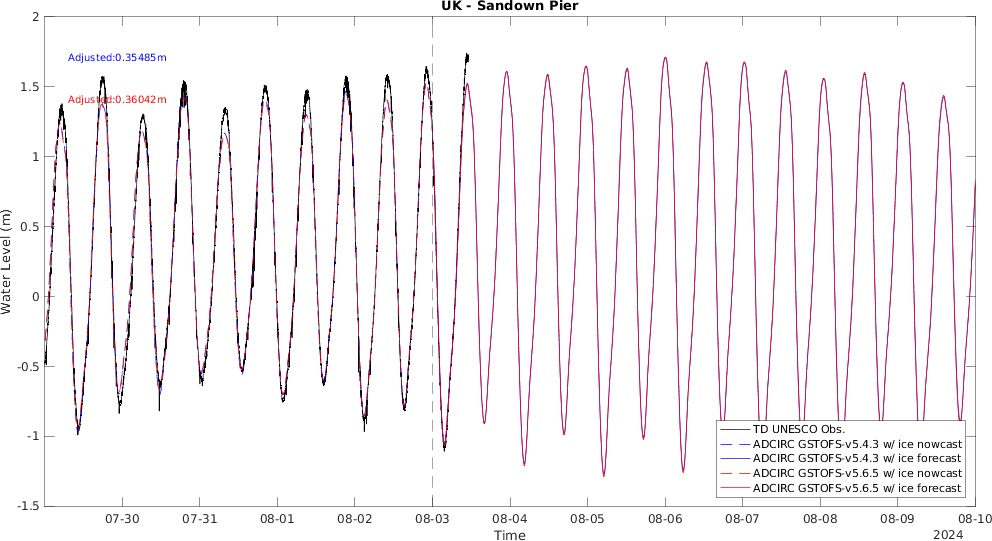 UK - Sandown Pier
Adjusted:0.35485m
Adjusted:0.36042m
Water Level (m)
2
1.5
1
0.5
0
-0.5
-1
-1.5
TD UNESCO Obs.
ADCIRC GSTOFS-v5.4.3 w/ ice nowcast
ADCIRC GSTOFS-v5.4.3 w/ ice forecast
ADCIRC GSTOFS-v5.6.5 w/ ice nowcast
ADCIRC GSTOFS-v5.6.5 w/ ice forecast
07-30 07-31 08-01 08-02 08-03 08-04 08-05 08-06 08-07 08-08 08-09 08-10
Time
2024